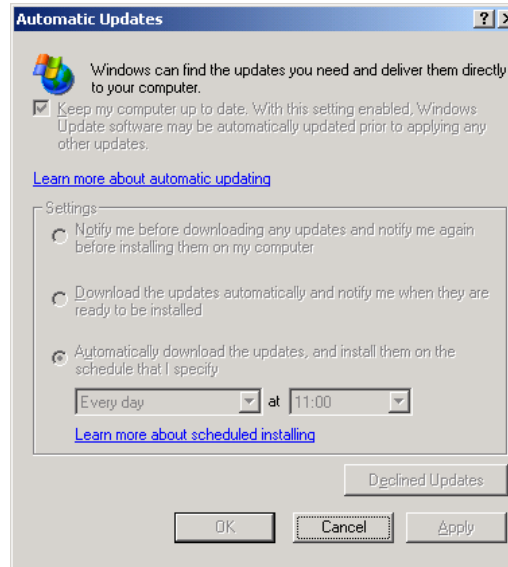 Automatic Updates
Windows can find the updates you need and deliver them directly
to your computer.
Keep my computer up to date. With this setting enabled, Windows
Update software may be automatically updated prior to applying any
other updates.
Learn more about automatic updating
Settings
Notify me before downloading any updates and notify me again
before installing them on my computer
Download the updates automatically and notify me when they are
ready to be installed
Automatically download the updates, and install them on the
schedule that I specify
Every day at 11:00
Learn more about scheduled installing
Declined Updates
OK Cancel Apply